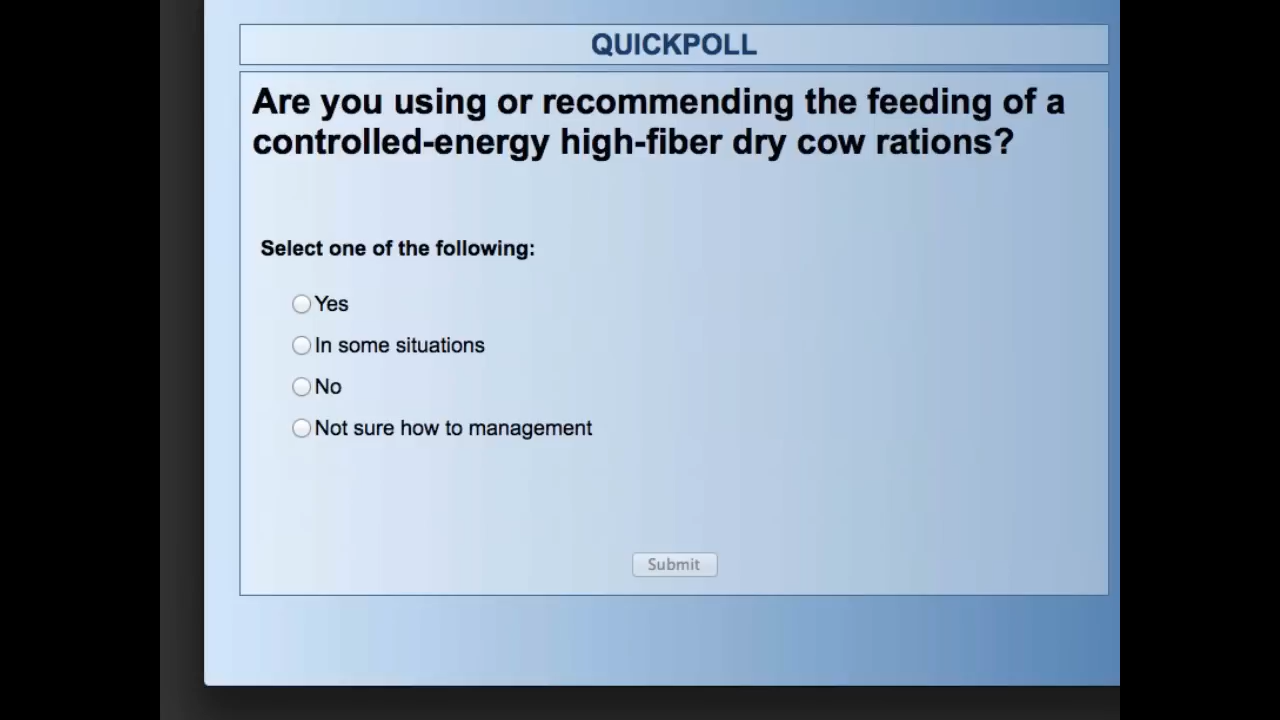 QUICKPOLL
Are you using or recommending the feeding of a
controlled-energy high-fiber dry cow rations?
Select one of the following:
Yes
In some situations
No
Not sure how to management
Submit